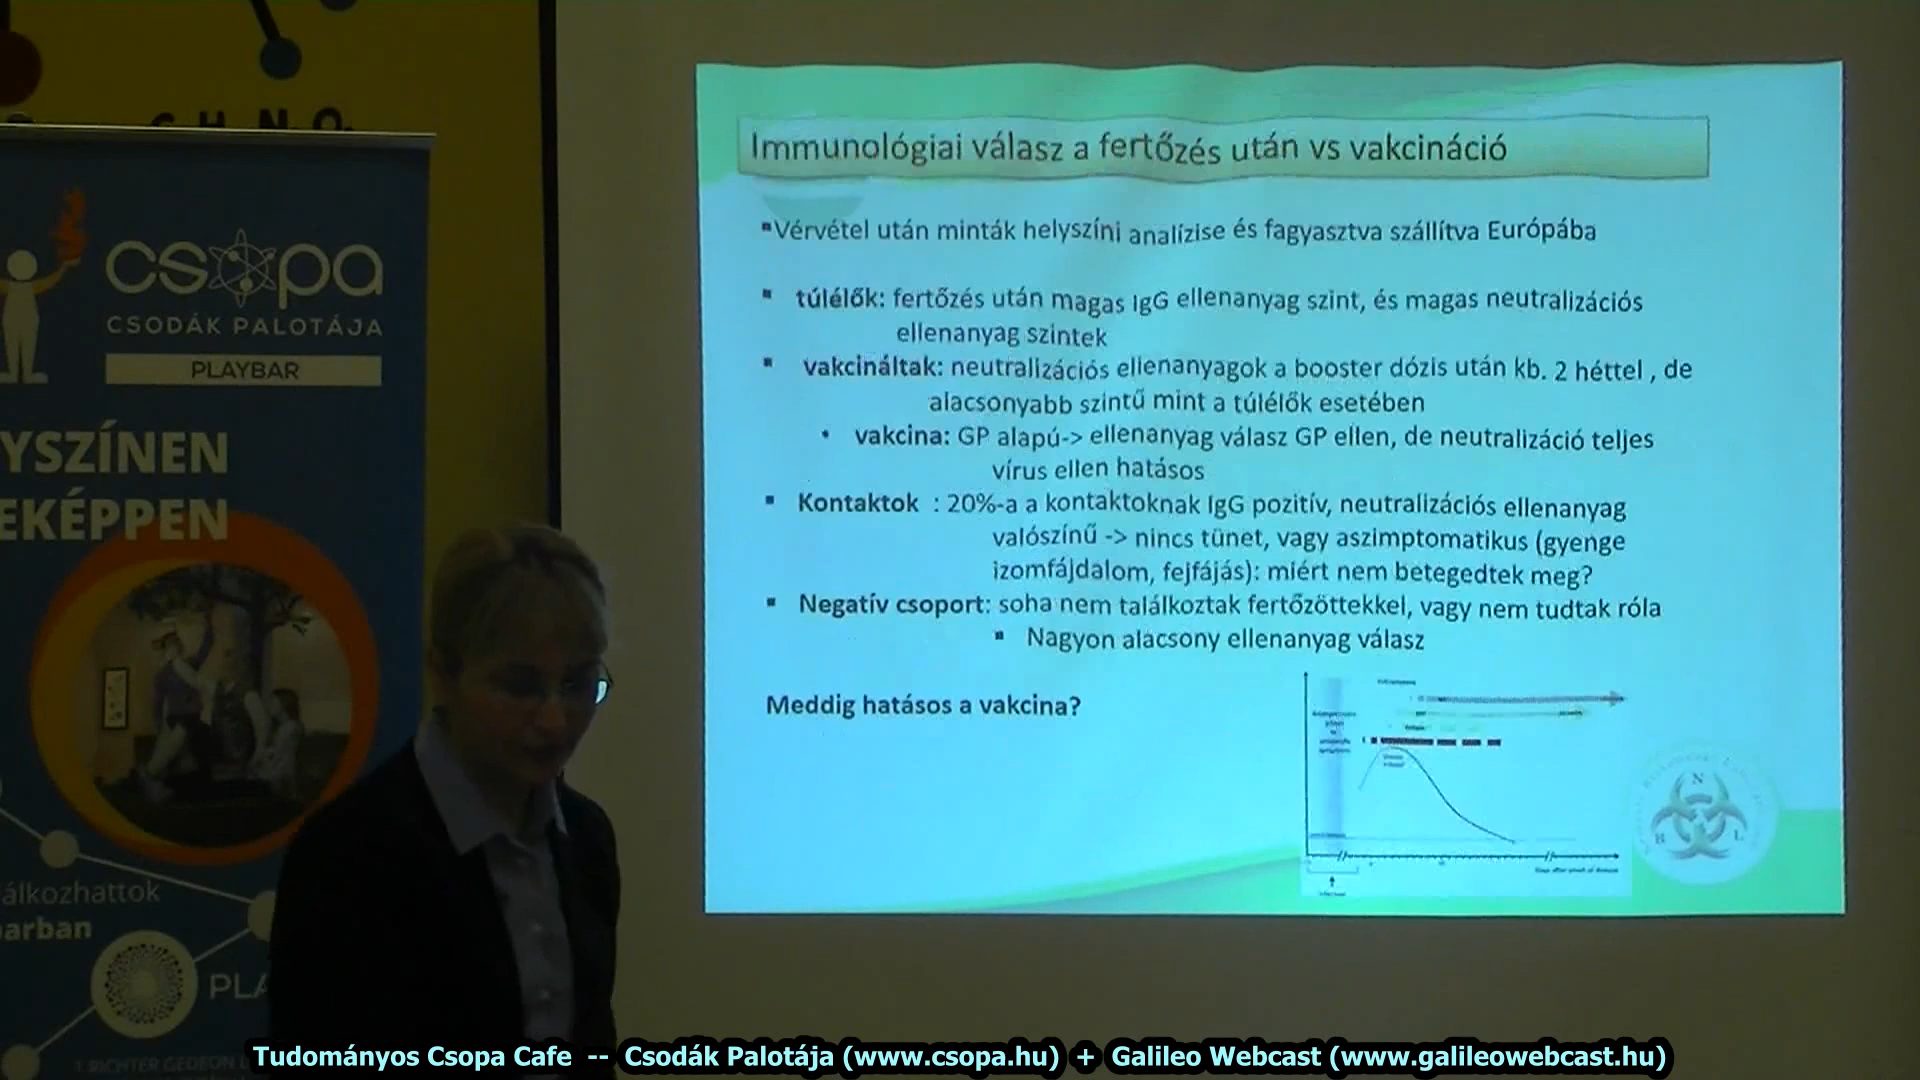 C H N O
csopa
CSODÁK PALOTÁJA
PLAYBAR
YSZÍNEN
EKÉPPEN
álkozhattok
arban
PLA
RICHTER GEDEON
Immunológiai válasz a fertőzés után vs vakcináció
▪Vérvétel után minták helyszíni analízise és fagyasztva szállítva Európába
▪ túlélők: fertőzés után magas IgG ellenanyag szint, és magas neutralizációs
ellenanyag szintek
▪ vakcináltak: neutralizációs ellenanyagok a booster dózis után kb. 2 héttel , de
alacsonyabb szintű mint a túlélők esetében
• vakcina: GP alapú-> ellenanyag válasz GP ellen, de neutralizáció teljes
vírus ellen hatásos
▪ Kontaktok : 20%-a a kontaktoknak IgG pozitív, neutralizációs ellenanyag
valószínű -> nincs tünet, vagy aszimptomatikus (gyenge
izomfájdalom, fejfájás): miért nem betegedtek meg?
▪ Negatív csoport: soha nem találkoztak fertőzöttekkel, vagy nem tudtak róla
▪ Nagyon alacsony ellenanyag válasz
Meddig hatásos a vakcina?
N
B L
Tudományos Csopa Cafe -- Csodák Palotája (www.csopa.hu) + Galileo Webcast (www.galileowebcast.hu)